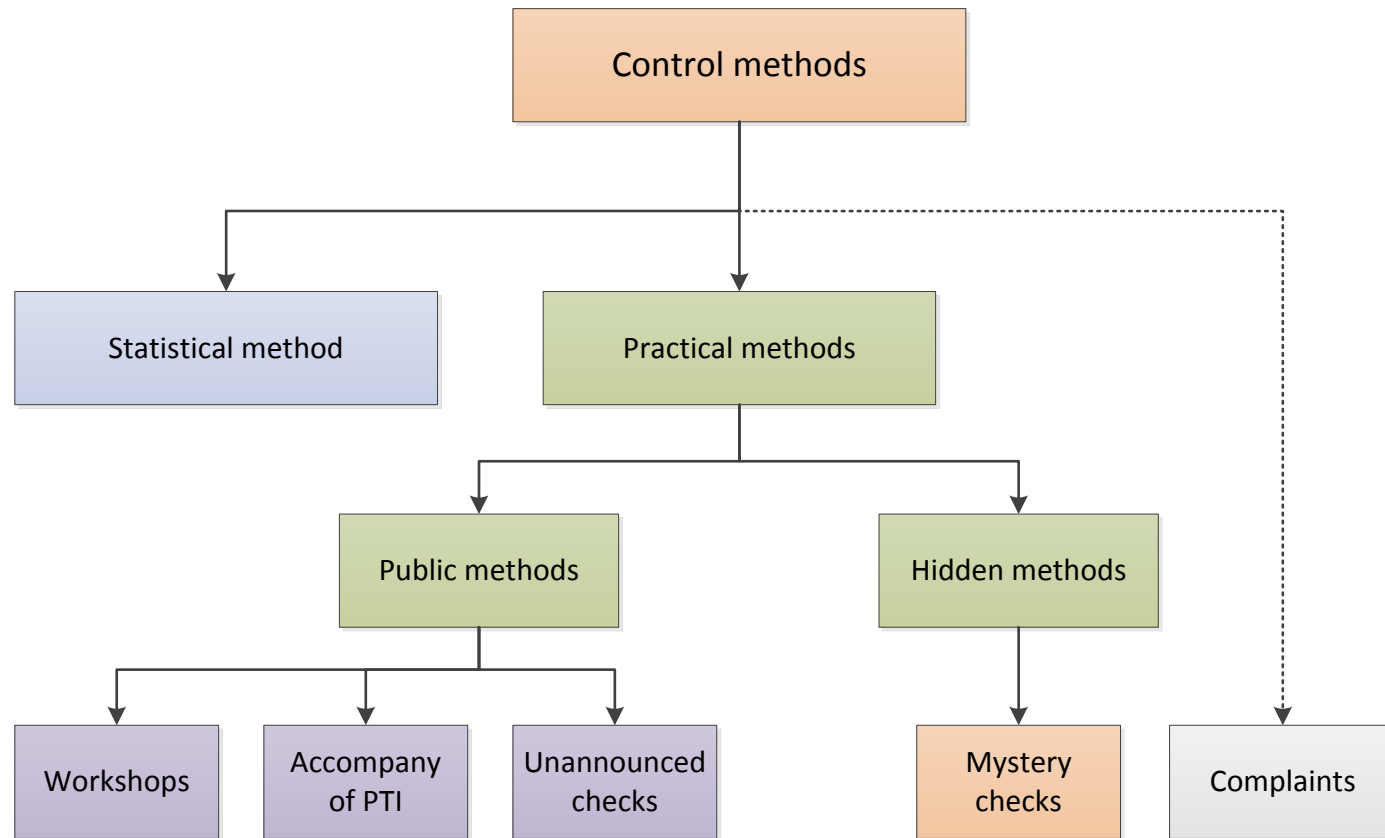 Control methods
Statistical method
Practical methods
Public methods
Hidden methods
Workshops
Accompany
of PTI
Unannounced
checks
Mystery
checks
Complaints